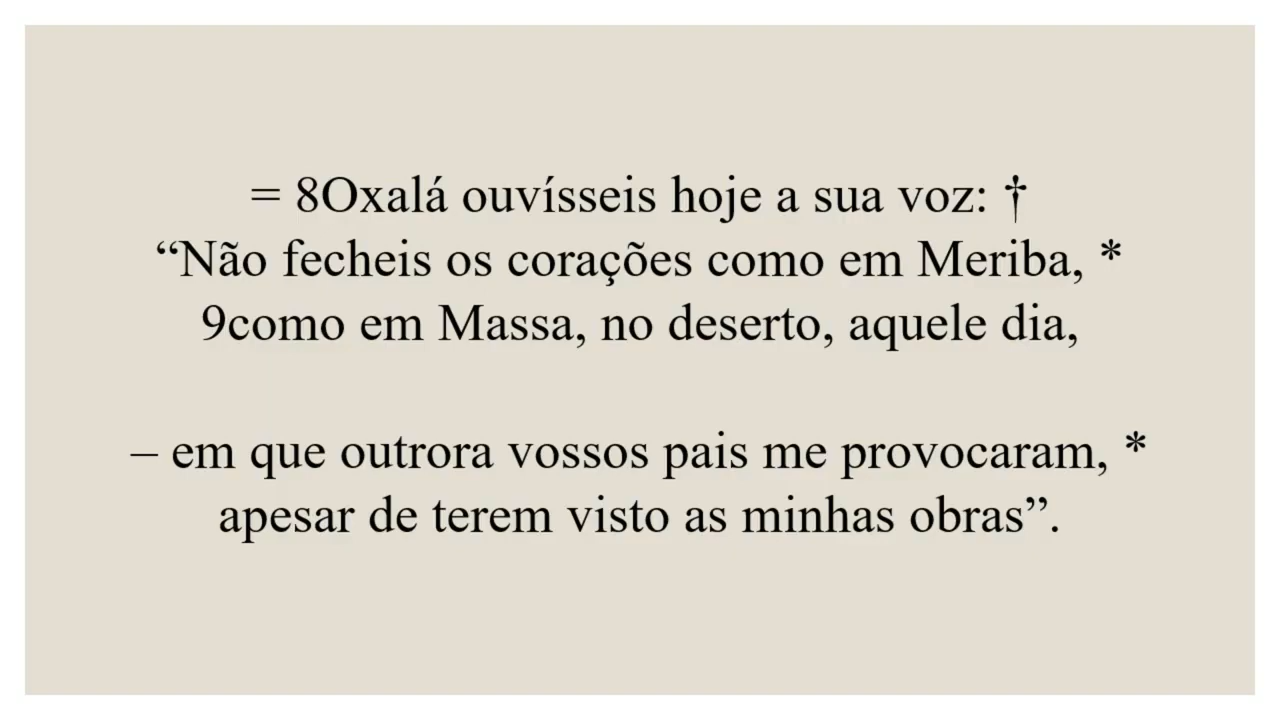 = 8Oxalá ouvísseis hoje a sua voz: †
“Não fecheis os corações como em Meriba, *
9como em Massa, no deserto, aquele dia,
– em que outrora vossos pais me provocaram, *
apesar de terem visto as minhas obras”.